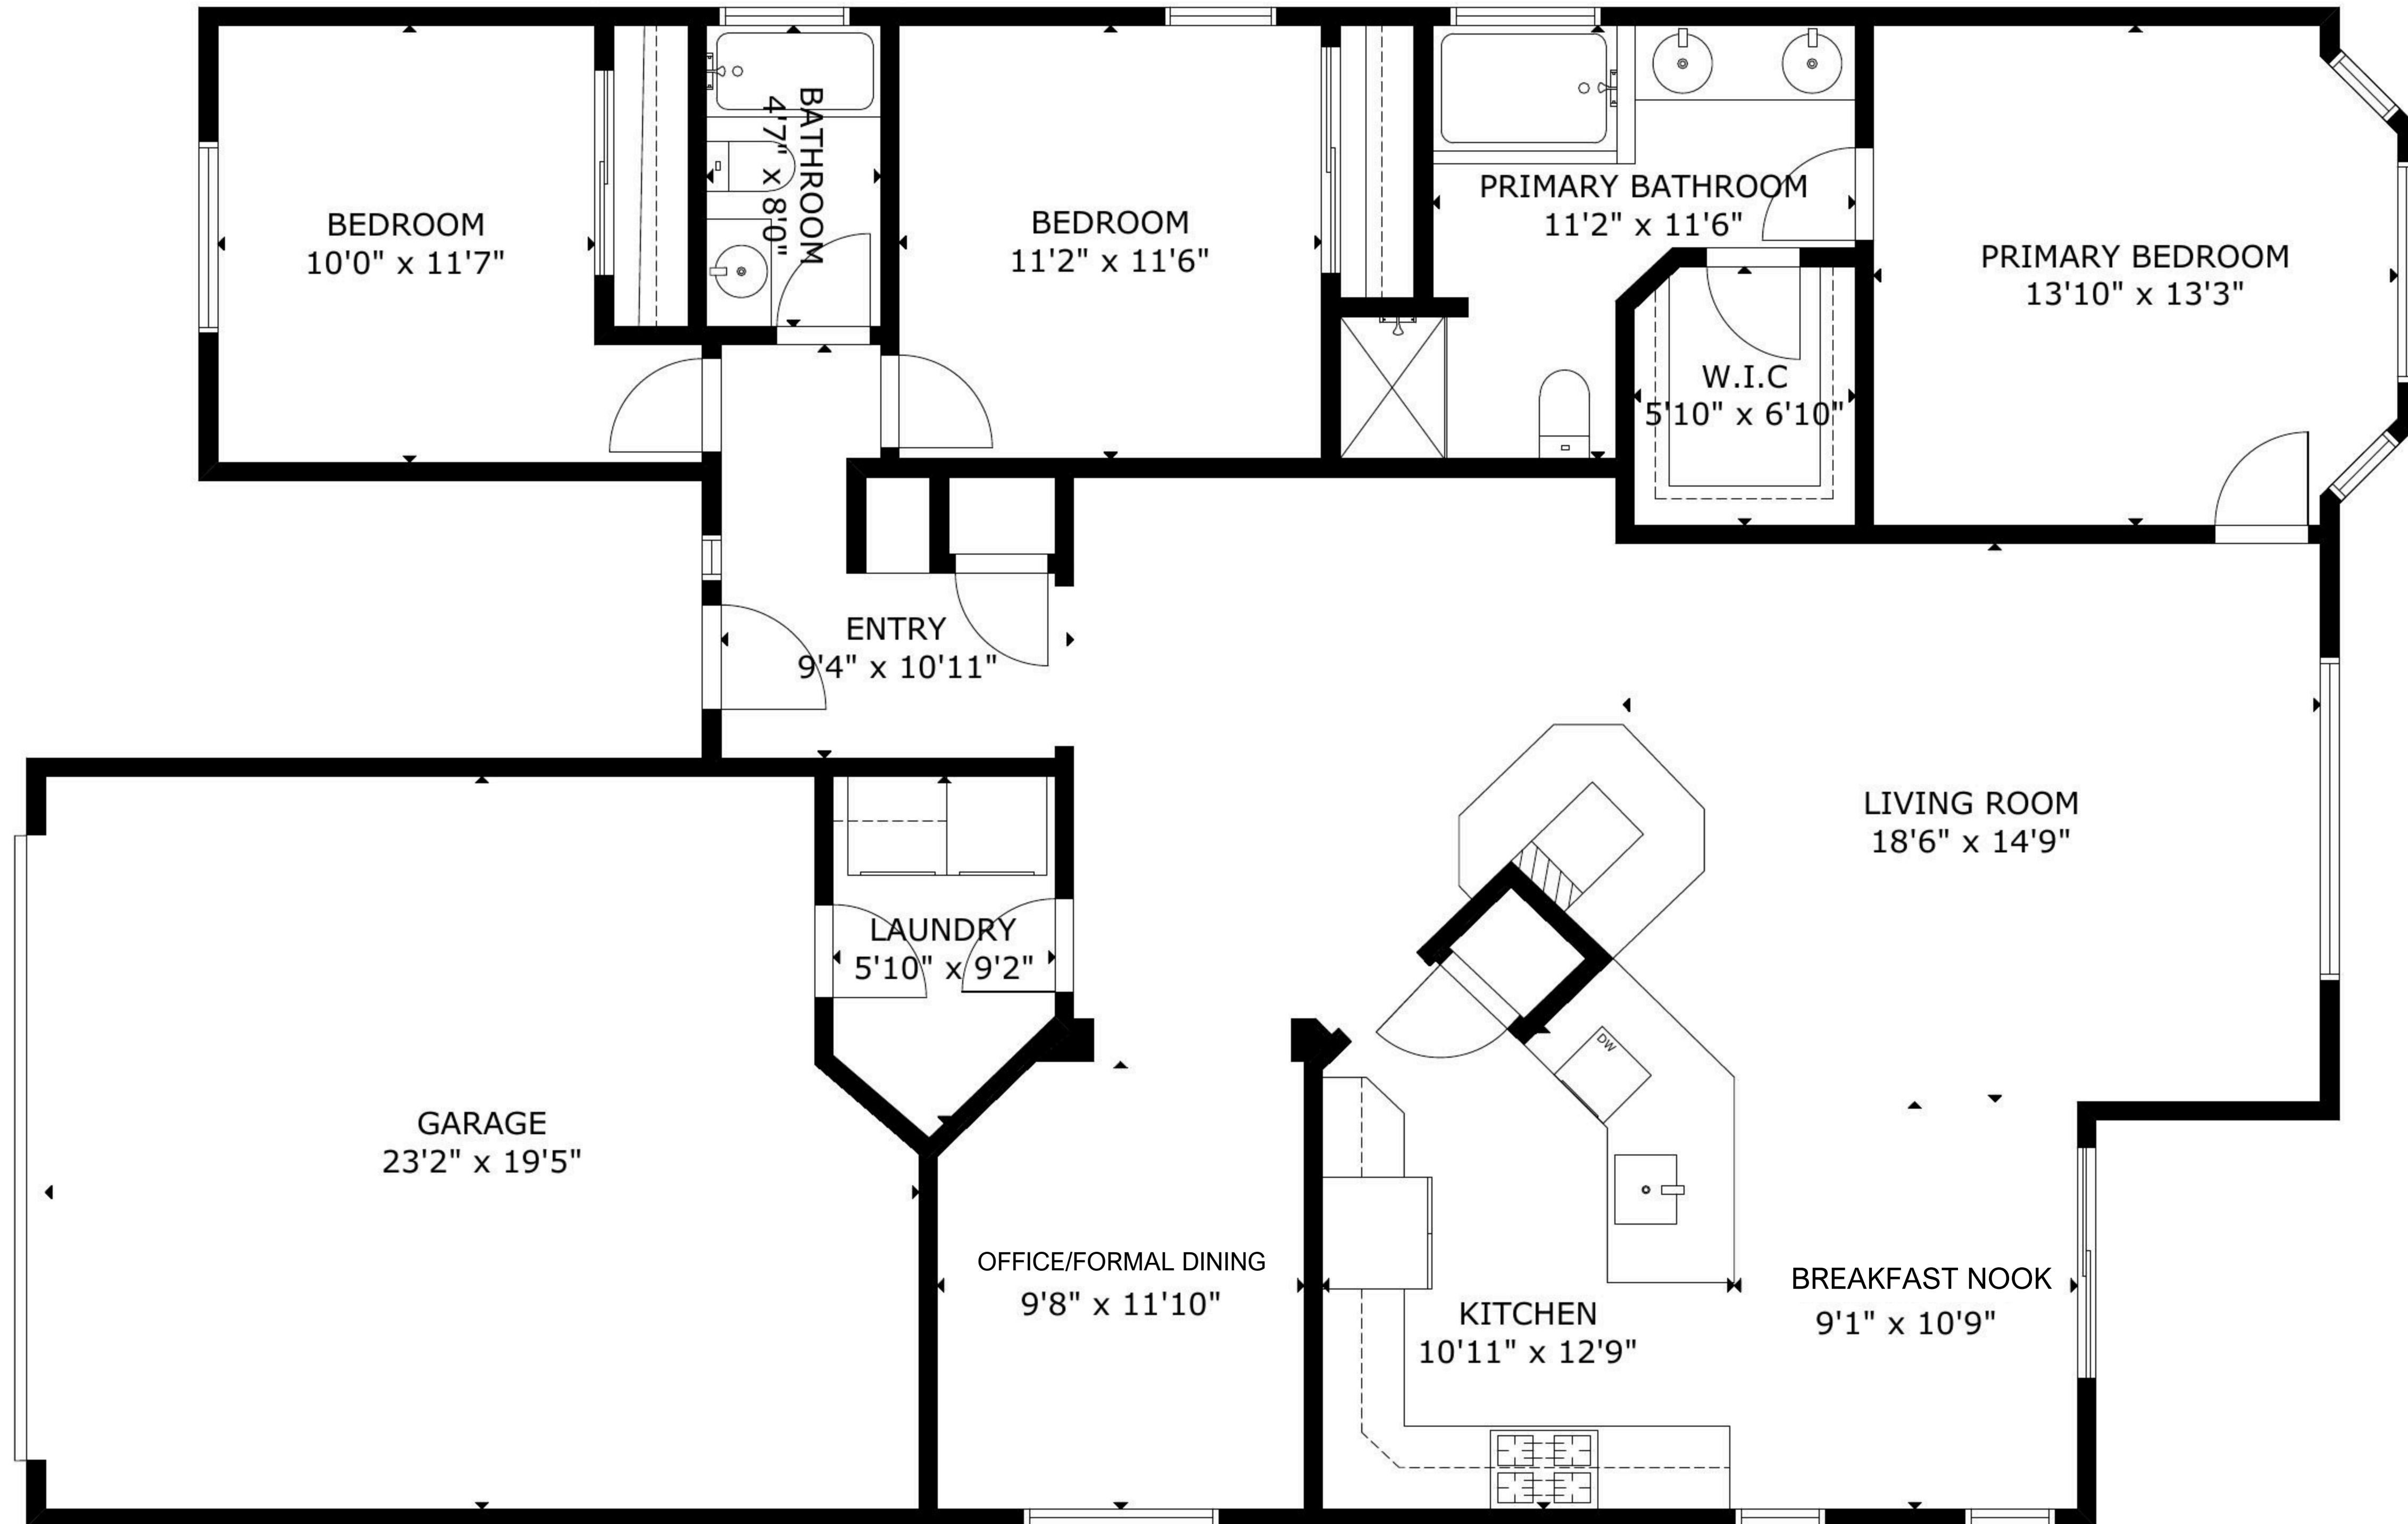 BEDROOM
10'0" x 11'7"
BATHROOM
4'7" x 8'0"
BEDROOM
11'2" x 11'6"
PRIMARY BATHROOM
11'2" x 11'6"
PRIMARY BEDROOM
13'10" x 13'3"
W.I.C
5'10" x 6'10"
ENTRY
9'4" x 10'11"
LIVING ROOM
18'6" x 14'9"
LAUNDRY
5'10" x 9'2"
DW
GARAGE
23'2" x 19'5"
OFFICE/FORMAL DINING
9'8" x 11'10"
KITCHEN
10'11" x 12'9"
BREAKFAST NOOK
9'1" x 10'9"